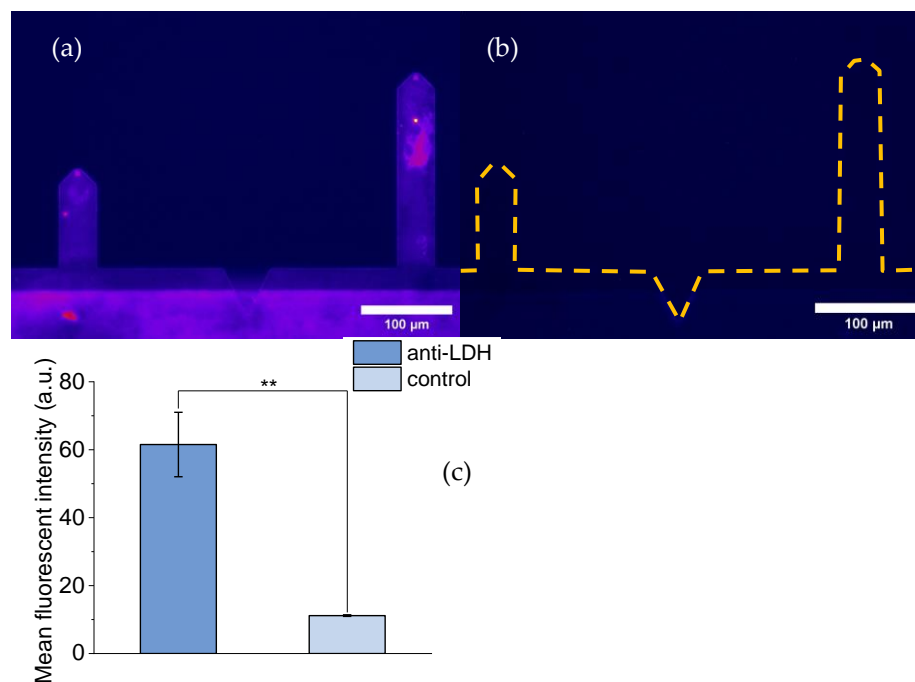 (a)
(b)
100 µm
100 µm
anti-LDH
control
Mean fluorescent intensity (a.u.)
80
60
40
20
0
**
(c)